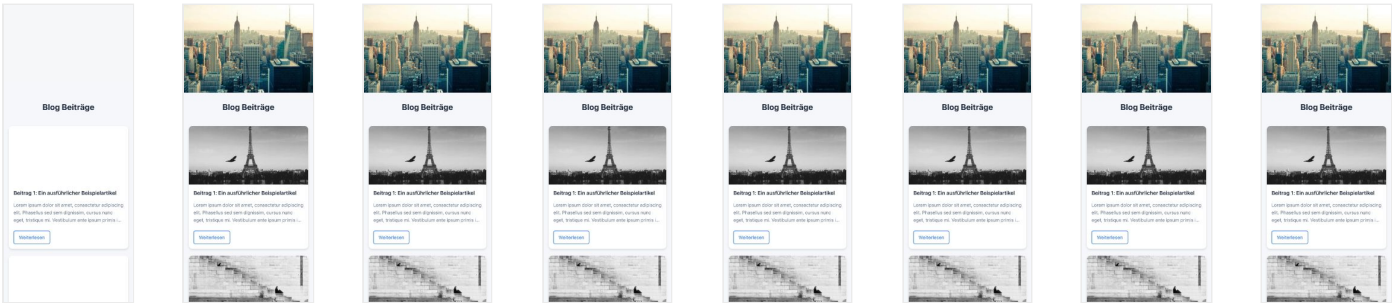 Blog Beiträge
Beitrag 1: Ein ausführlicher Beispielartikel
Lorem ipsum dolor sit amet, consectetur adipiscing
elit. Phasellus sed sem dignissim, cursus nunc
eget, tristique mi. Vestibulum ante ipsum primis i...
Weiterlesen
Blog Beiträge
Beitrag 1: Ein ausführlicher Beispielartikel
Lorem ipsum dolor sit amet, consectetur adipiscing
elit. Phasellus sed sem dignissim, cursus nunc
eget, tristique mi. Vestibulum ante ipsum primis i...
Weiterlesen
Blog Beiträge
Beitrag 1: Ein ausführlicher Beispielartikel
Lorem ipsum dolor sit amet, consectetur adipiscing
elit. Phasellus sed sem dignissim, cursus nunc
eget, tristique mi. Vestibulum ante ipsum primis i...
Weiterlesen
Blog Beiträge
Beitrag 1: Ein ausführlicher Beispielartikel
Lorem ipsum dolor sit amet, consectetur adipiscing
elit. Phasellus sed sem dignissim, cursus nunc
eget, tristique mi. Vestibulum ante ipsum primis i...
Weiterlesen
Blog Beiträge
Beitrag 1: Ein ausführlicher Beispielartikel
Lorem ipsum dolor sit amet, consectetur adipiscing
elit. Phasellus sed sem dignissim, cursus nunc
eget, tristique mi. Vestibulum ante ipsum primis i...
Weiterlesen
Blog Beiträge
Beitrag 1: Ein ausführlicher Beispielartikel
Lorem ipsum dolor sit amet, consectetur adipiscing
elit. Phasellus sed sem dignissim, cursus nunc
eget, tristique mi. Vestibulum ante ipsum primis i...
Weiterlesen
Blog Beiträge
Beitrag 1: Ein ausführlicher Beispielartikel
Lorem ipsum dolor sit amet, consectetur adipiscing
elit. Phasellus sed sem dignissim, cursus nunc
eget, tristique mi. Vestibulum ante ipsum primis i...
Weiterlesen
Blog Beiträge
Beitrag 1: Ein ausführlicher Beispielartikel
Lorem ipsum dolor sit amet, consectetur adipiscing
elit. Phasellus sed sem dignissim, cursus nunc
eget, tristique mi. Vestibulum ante ipsum primis i...
Weiterlesen